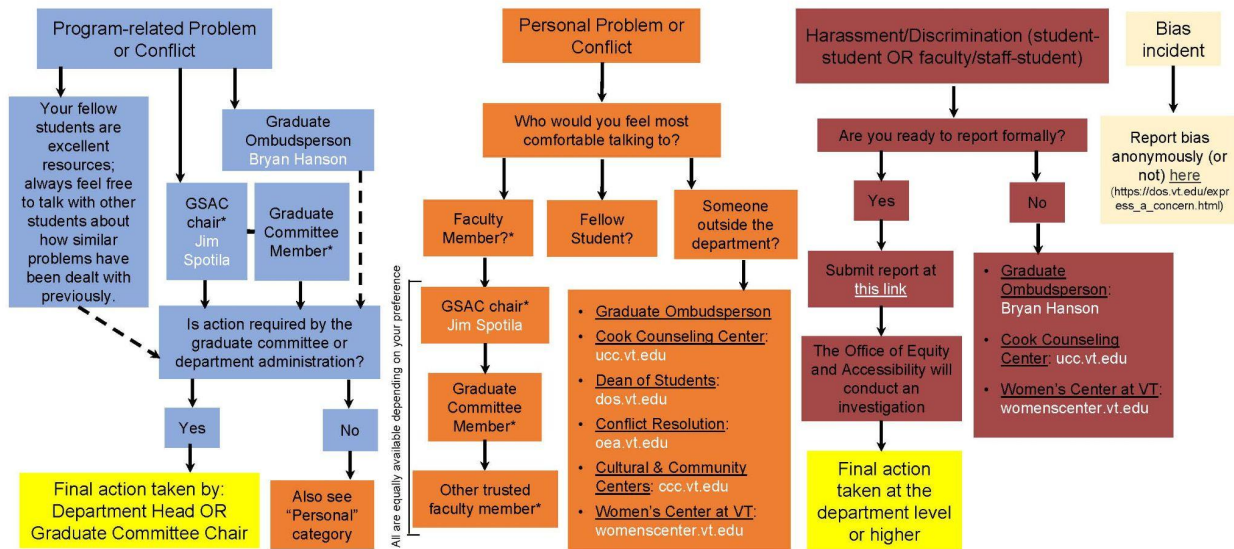 Program-related Problem
or Conflict
Your fellow
students are
excellent
resources;
always feel free
to talk with other
students about
how similar
problems have
been dealt with
previously.
GSAC
chair*
Jim
Spotila
Graduate
Ombudsperson
Bryan Hanson
Graduate
Committee
Member*
Is action required by the
graduate committee or
department administration?
Yes
No
Final action taken by:
Department Head OR
Graduate Committee Chair
Also see
“Personal”
category
Personal Problem or
Conflict
Who would you feel most
comfortable talking to?
Faculty
Member?*
Fellow
Student?
Someone
outside the
department?
All are equally available depending on your preference
GSAC chair*
Jim Spotila
Graduate
Committee
Member*
Other trusted
faculty member*
• Graduate Ombudsperson
• Cook Counseling Center:
ucc.vt.edu
• Dean of Students:
dos.vt.edu
• Conflict Resolution:
oea.vt.edu
• Cultural & Community
Centers: ccc.vt.edu
• Women's Center at VT:
womenscenter.vt.edu
Harassment/Discrimination (student-
student OR faculty/staff-student)
Are you ready to report formally?
Yes
No
Submit report at
this link
The Office of Equity
and Accessibility will
conduct an
investigation
Final action
taken at the
department level
or higher
• Graduate
Ombudsperson:
Bryan Hanson
• Cook Counseling
Center: ucc.vt.edu
• Women's Center at VT:
womenscenter.vt.edu
Bias
incident
Report bias
anonymously (or
not) here
(https://dos.vt.edu/expr
ess_a_concern.html)